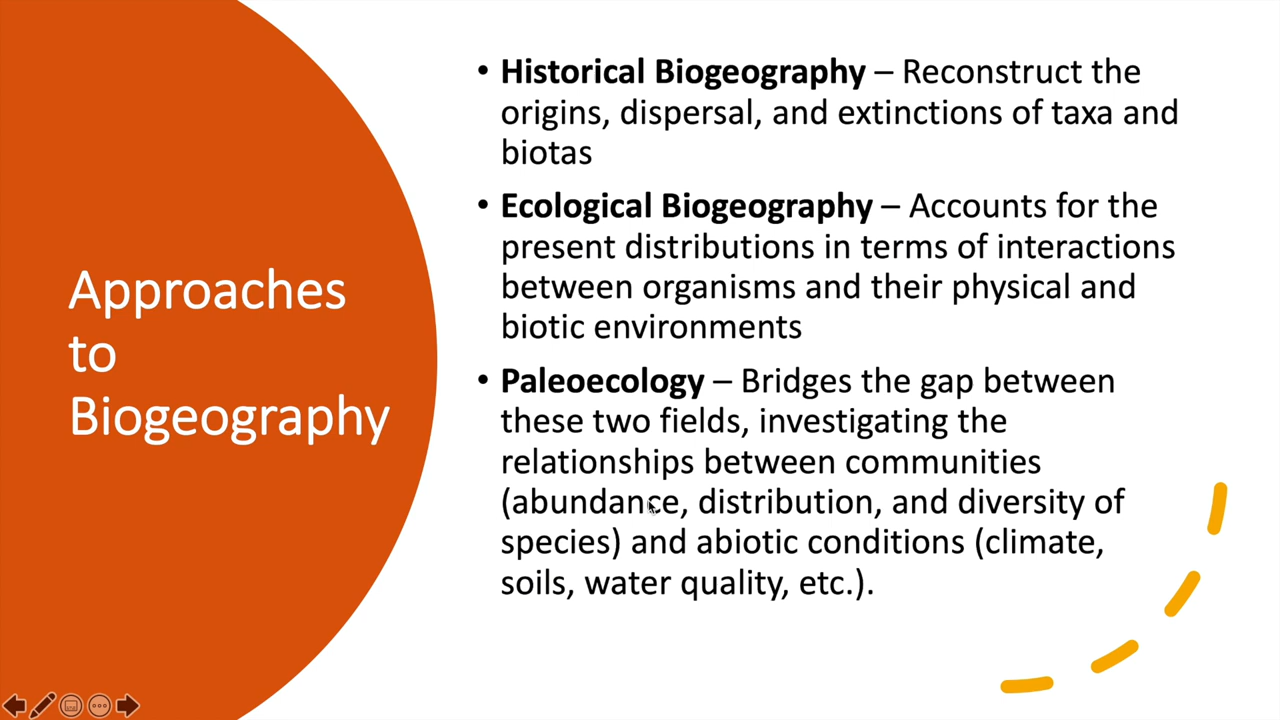 Approaches
to
Biogeography
• Historical Biogeography – Reconstruct the
origins, dispersal, and extinctions of taxa and
biotas
• Ecological Biogeography – Accounts for the
present distributions in terms of interactions
between organisms and their physical and
biotic environments
• Paleoecology – Bridges the gap between
these two fields, investigating the
relationships between communities
(abundance, distribution, and diversity of
species) and abiotic conditions (climate,
soils, water quality, etc.).